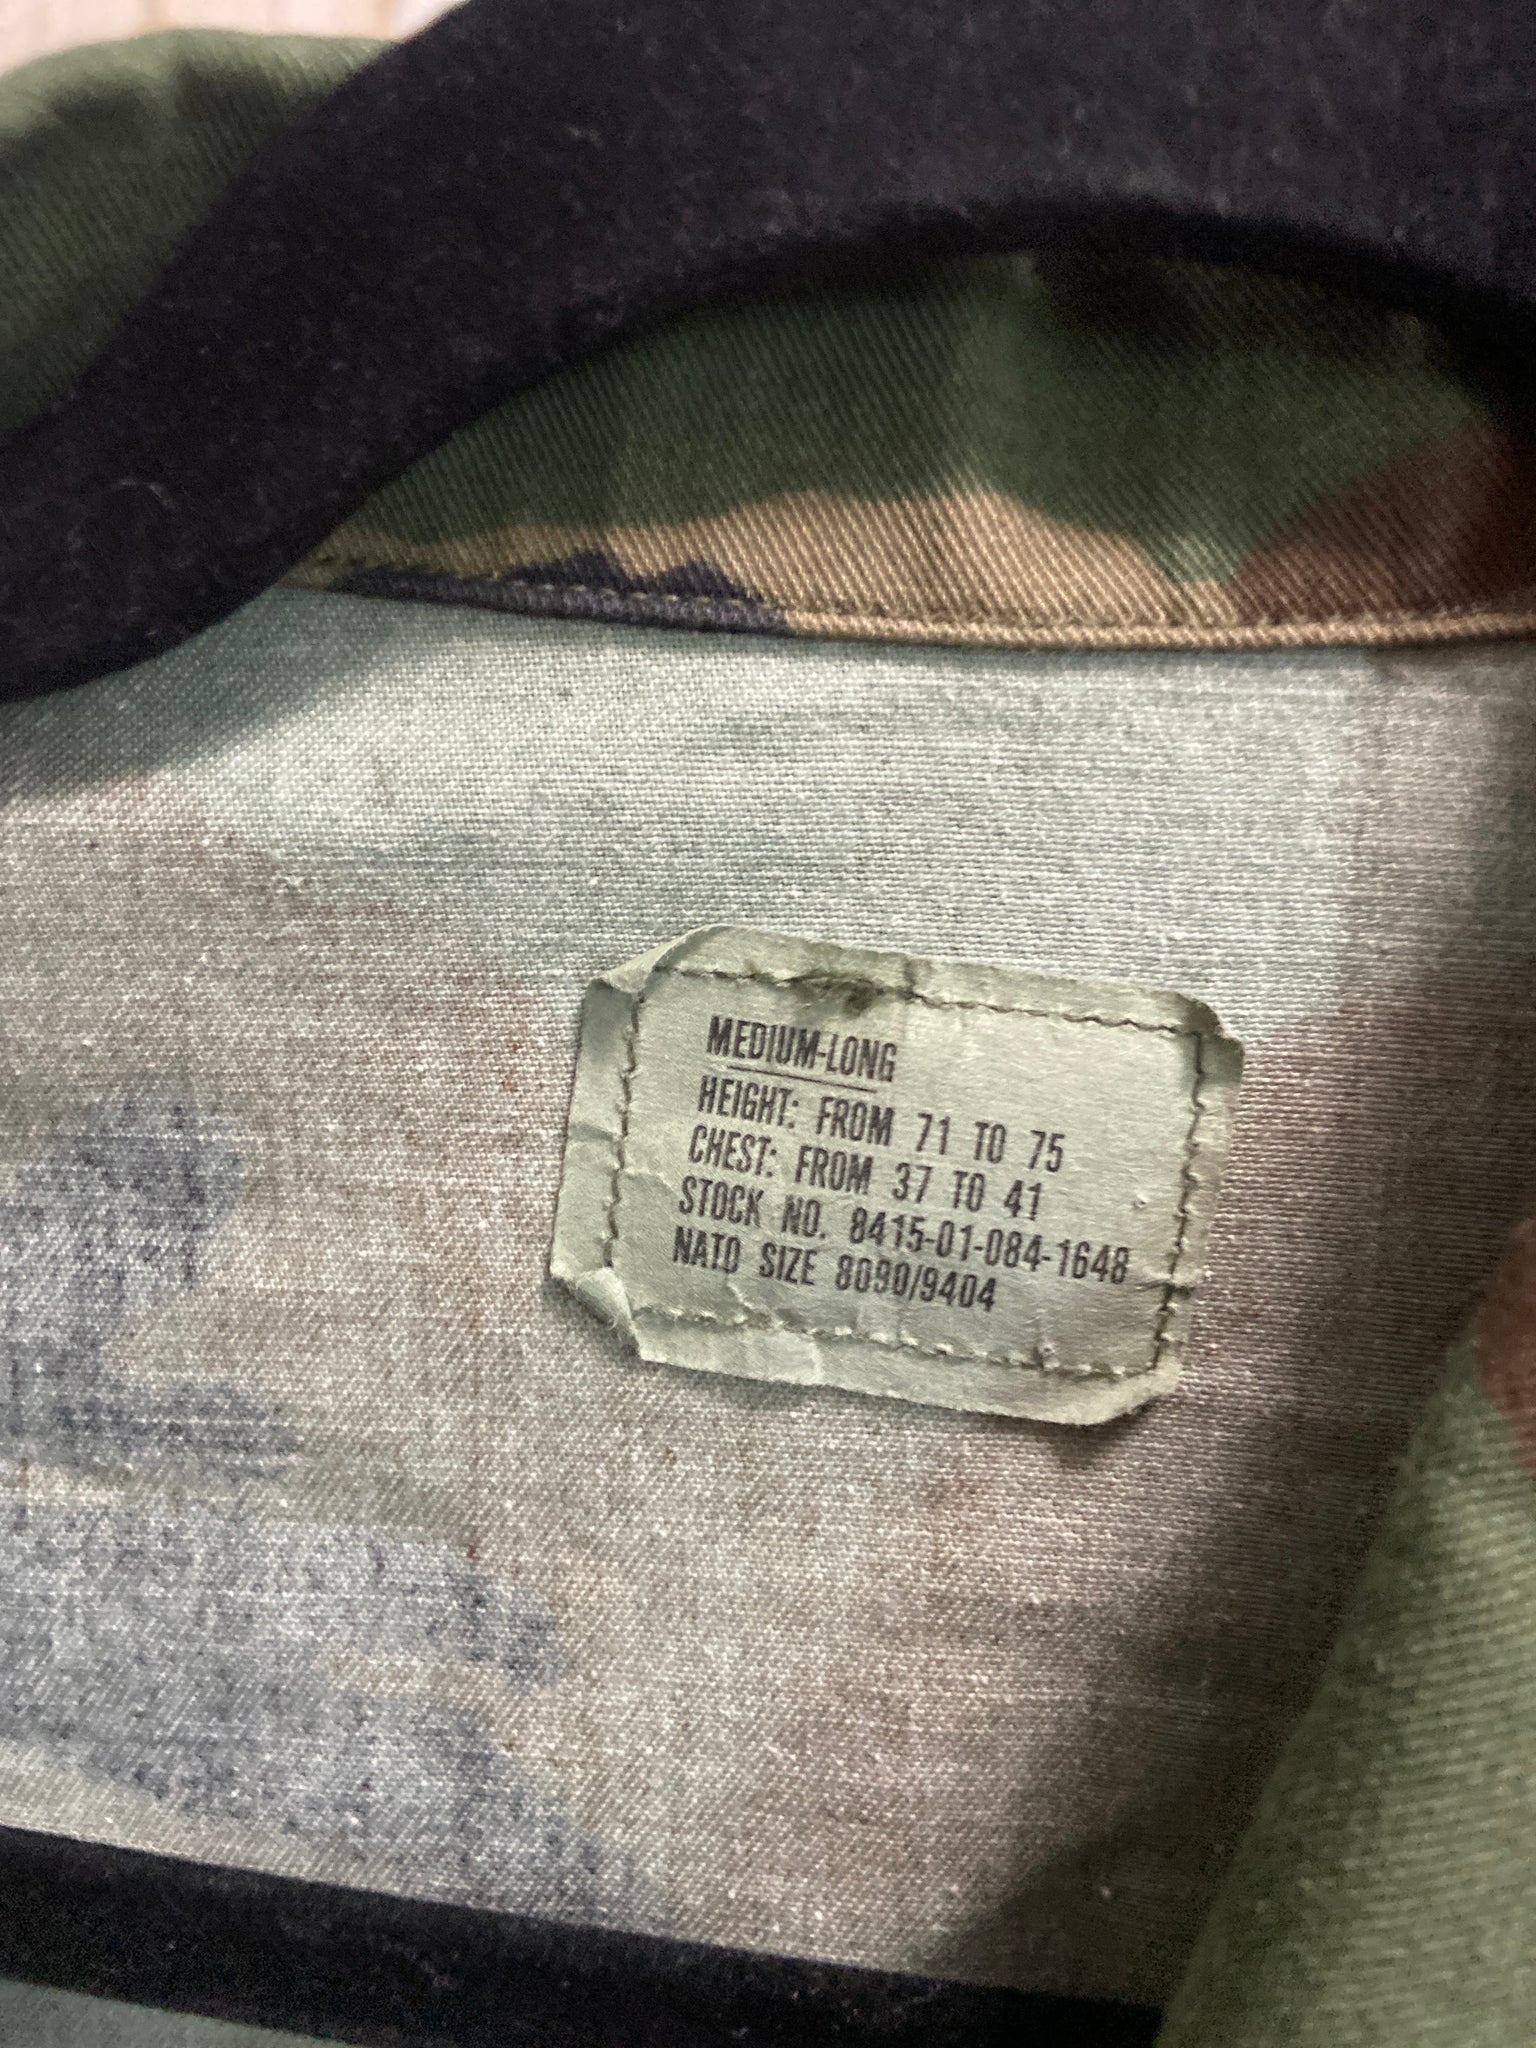 MEDIUM-LONG
HEIGHT: FROM 71 TO 75
CHEST: FROM 37 TO 41
STOCK NO. 8415-01-084-1648
NATO SIZE 8090/9404